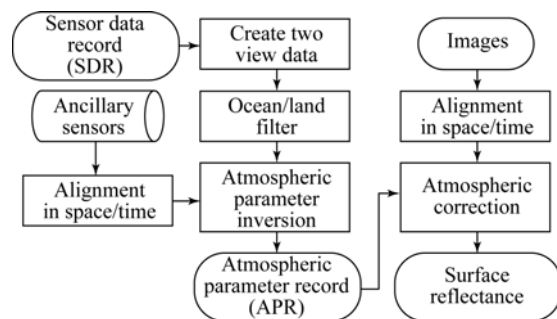 Sensor data
record
(SDR)
Create two
view data
Images
Ancillary
sensors
Ocean/land
filter
Alignment
in space/time
Alignment
in space/time
Atmospheric
parameter
inversion
Atmospheric
correction
Atmospheric
parameter record
(APR)
Surface
reflectance